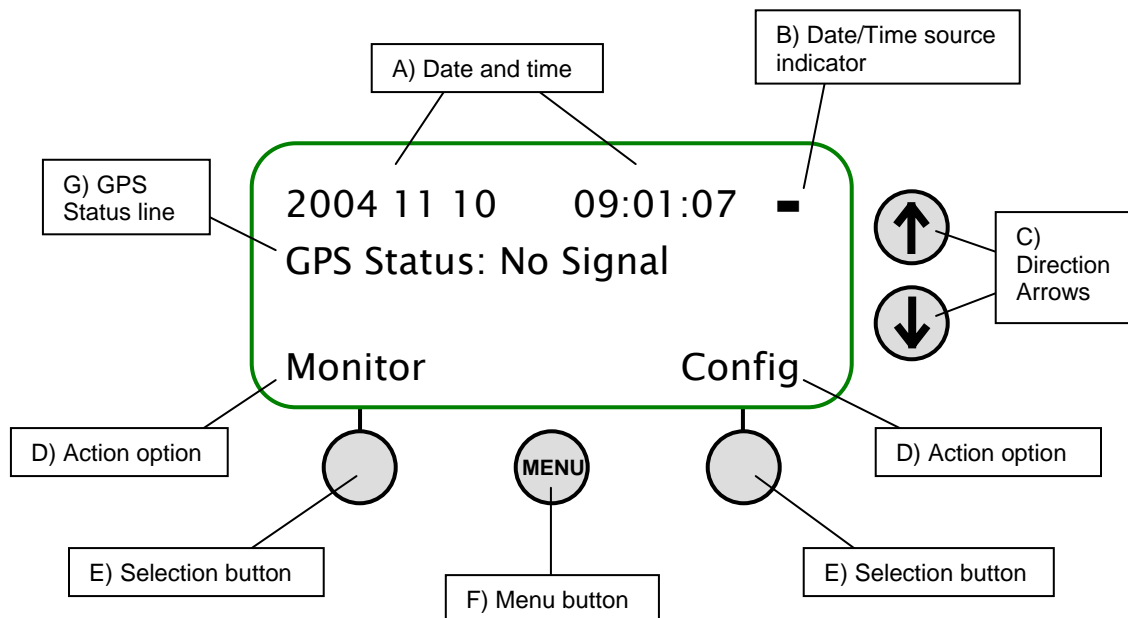 B) Date/Time source
indicator
A) Date and time
G) GPS
Status line
2004 11 10 09:01:07 -
GPS Status: No Signal
C)
Direction
Arrows
Monitor Config
D) Action option
D) Action option
MENU
E) Selection button
E) Selection button
F) Menu button